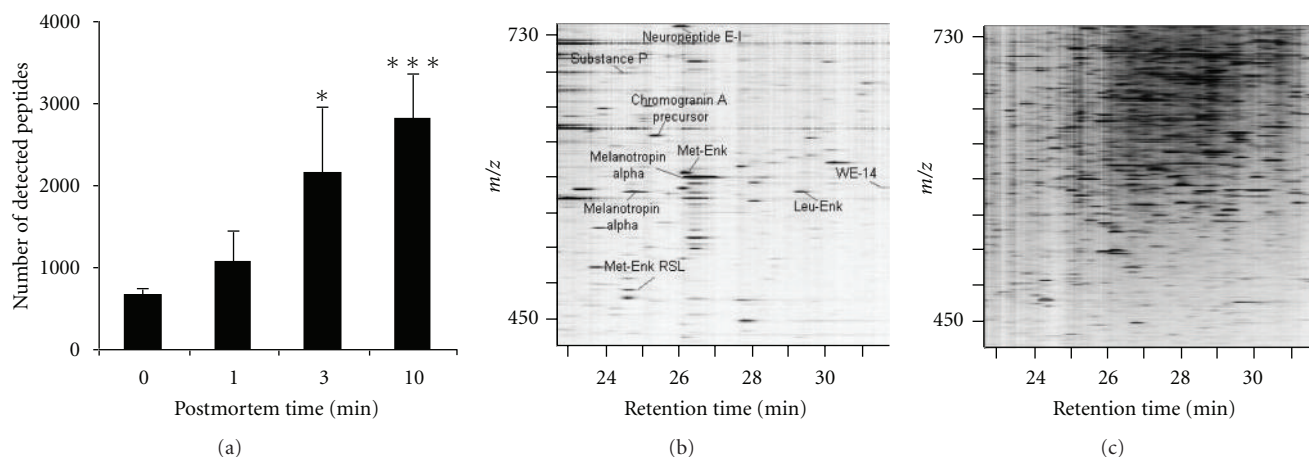 4000
3000
2000
1000
0
Number of detected peptides
* * *
*
0 1 3 10
Postmortem time (min)
(a)
730
450
m/z
Neuropeptide E-I
Substance P
Chromogranin A
precursor
Melanotropin
alpha
Met-Enk
WE-14
Melanotropin
alpha
Leu-Enk
Met-Enk RSL
24 26 28 30
Retention time (min)
(b)
730
450
m/z
24 26 28 30
Retention time (min)
(c)